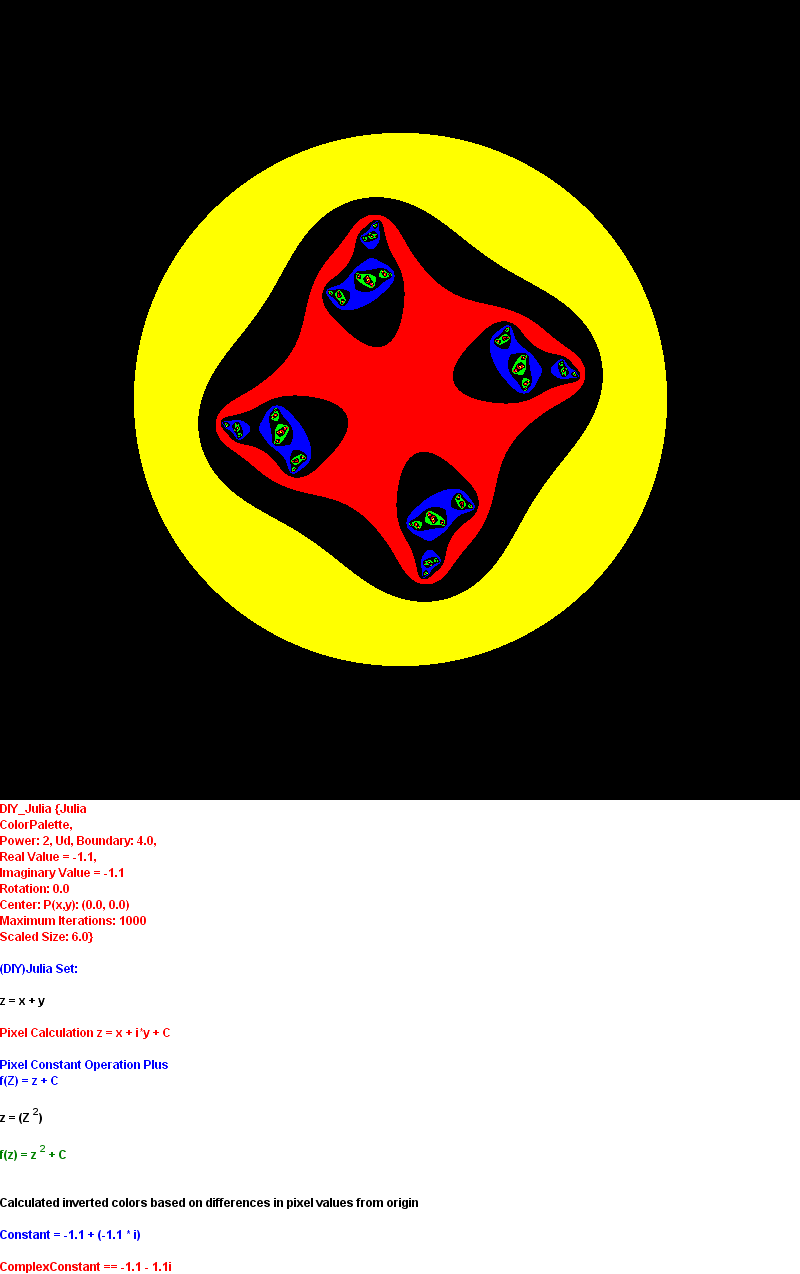 DIY_Julia {Julia
ColorPalette,
Power: 2, Ud, Boundary: 4.0,
Real Value = -1.1,
Imaginary Value = -1.1
Rotation: 0.0
Center: P(x,y): (0.0, 0.0)
Maximum Iterations: 1000
Scaled Size: 6.0}
(DIY)Julia Set:
z = x + y
Pixel Calculation z = x + i*y + C
Pixel Constant Operation Plus
f(Z) = z + C
z = (Z ²)
f(z) = z ² + C
Calculated inverted colors based on differences in pixel values from origin
Constant = -1.1 + (-1.1 * i)
ComplexConstant == -1.1 - 1.1i